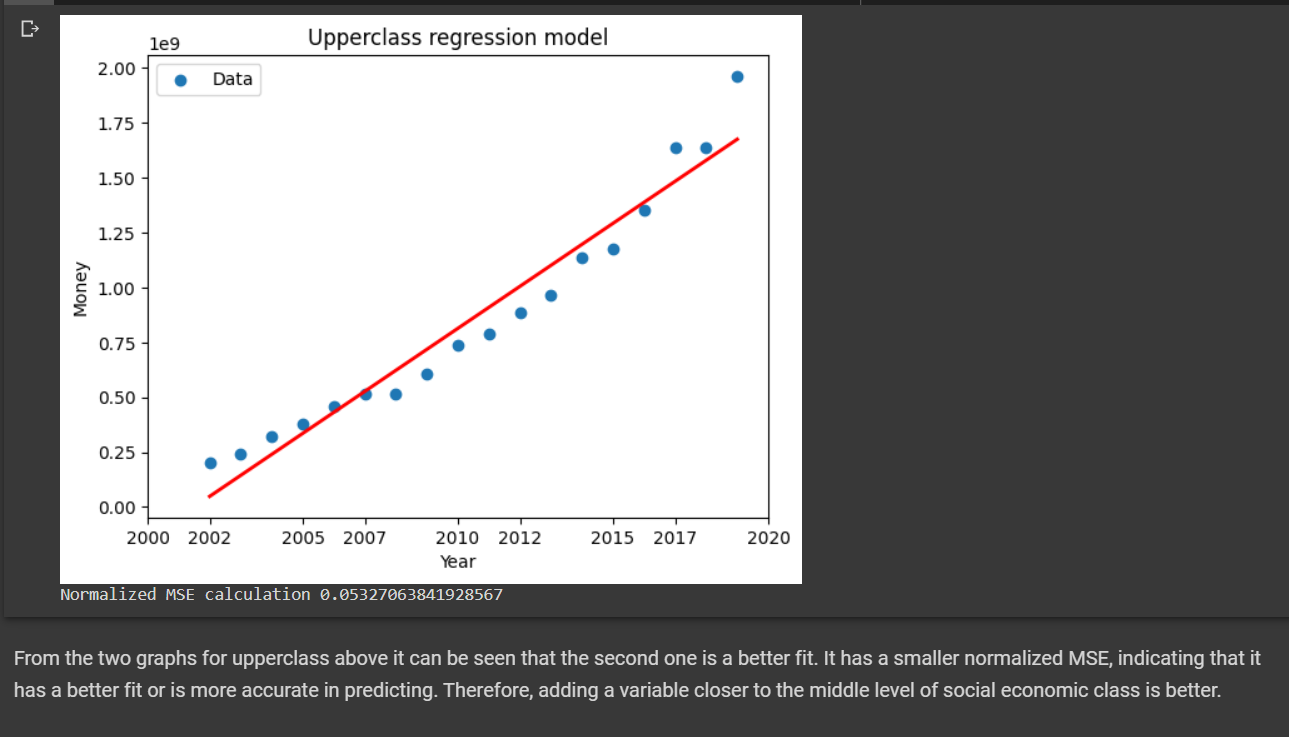 Upperclass regression model
1e9
Data
2.00
1.75
1.50
1.25
1.00
0.75
0.50
0.25
0.00
Money
2000 2002 2005 2007 2010 2012 2015 2017 2020
Year
Normalized MSE calculation 0.05327063841928567
From the two graphs for upperclass above it can be seen that the second one is a better fit. It has a smaller normalized MSE, indicating that it
has a better fit or is more accurate in predicting. Therefore, adding a variable closer to the middle level of social economic class is better.